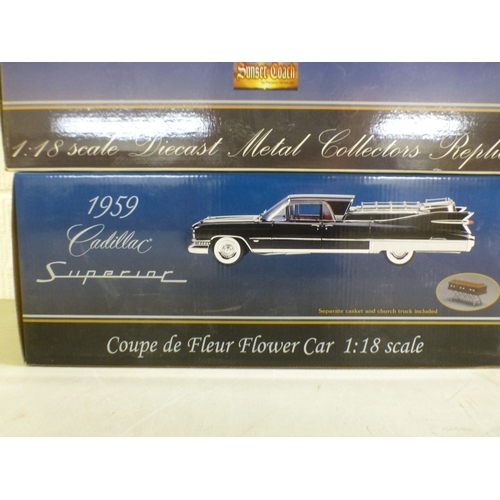 Sunset Coach
1:18 scale Diecast Metal Collectors Repli
1959
Cadillac
Superior
Separate casket and church truck included
Coupe de Fleur Flower Car 1:18 scale